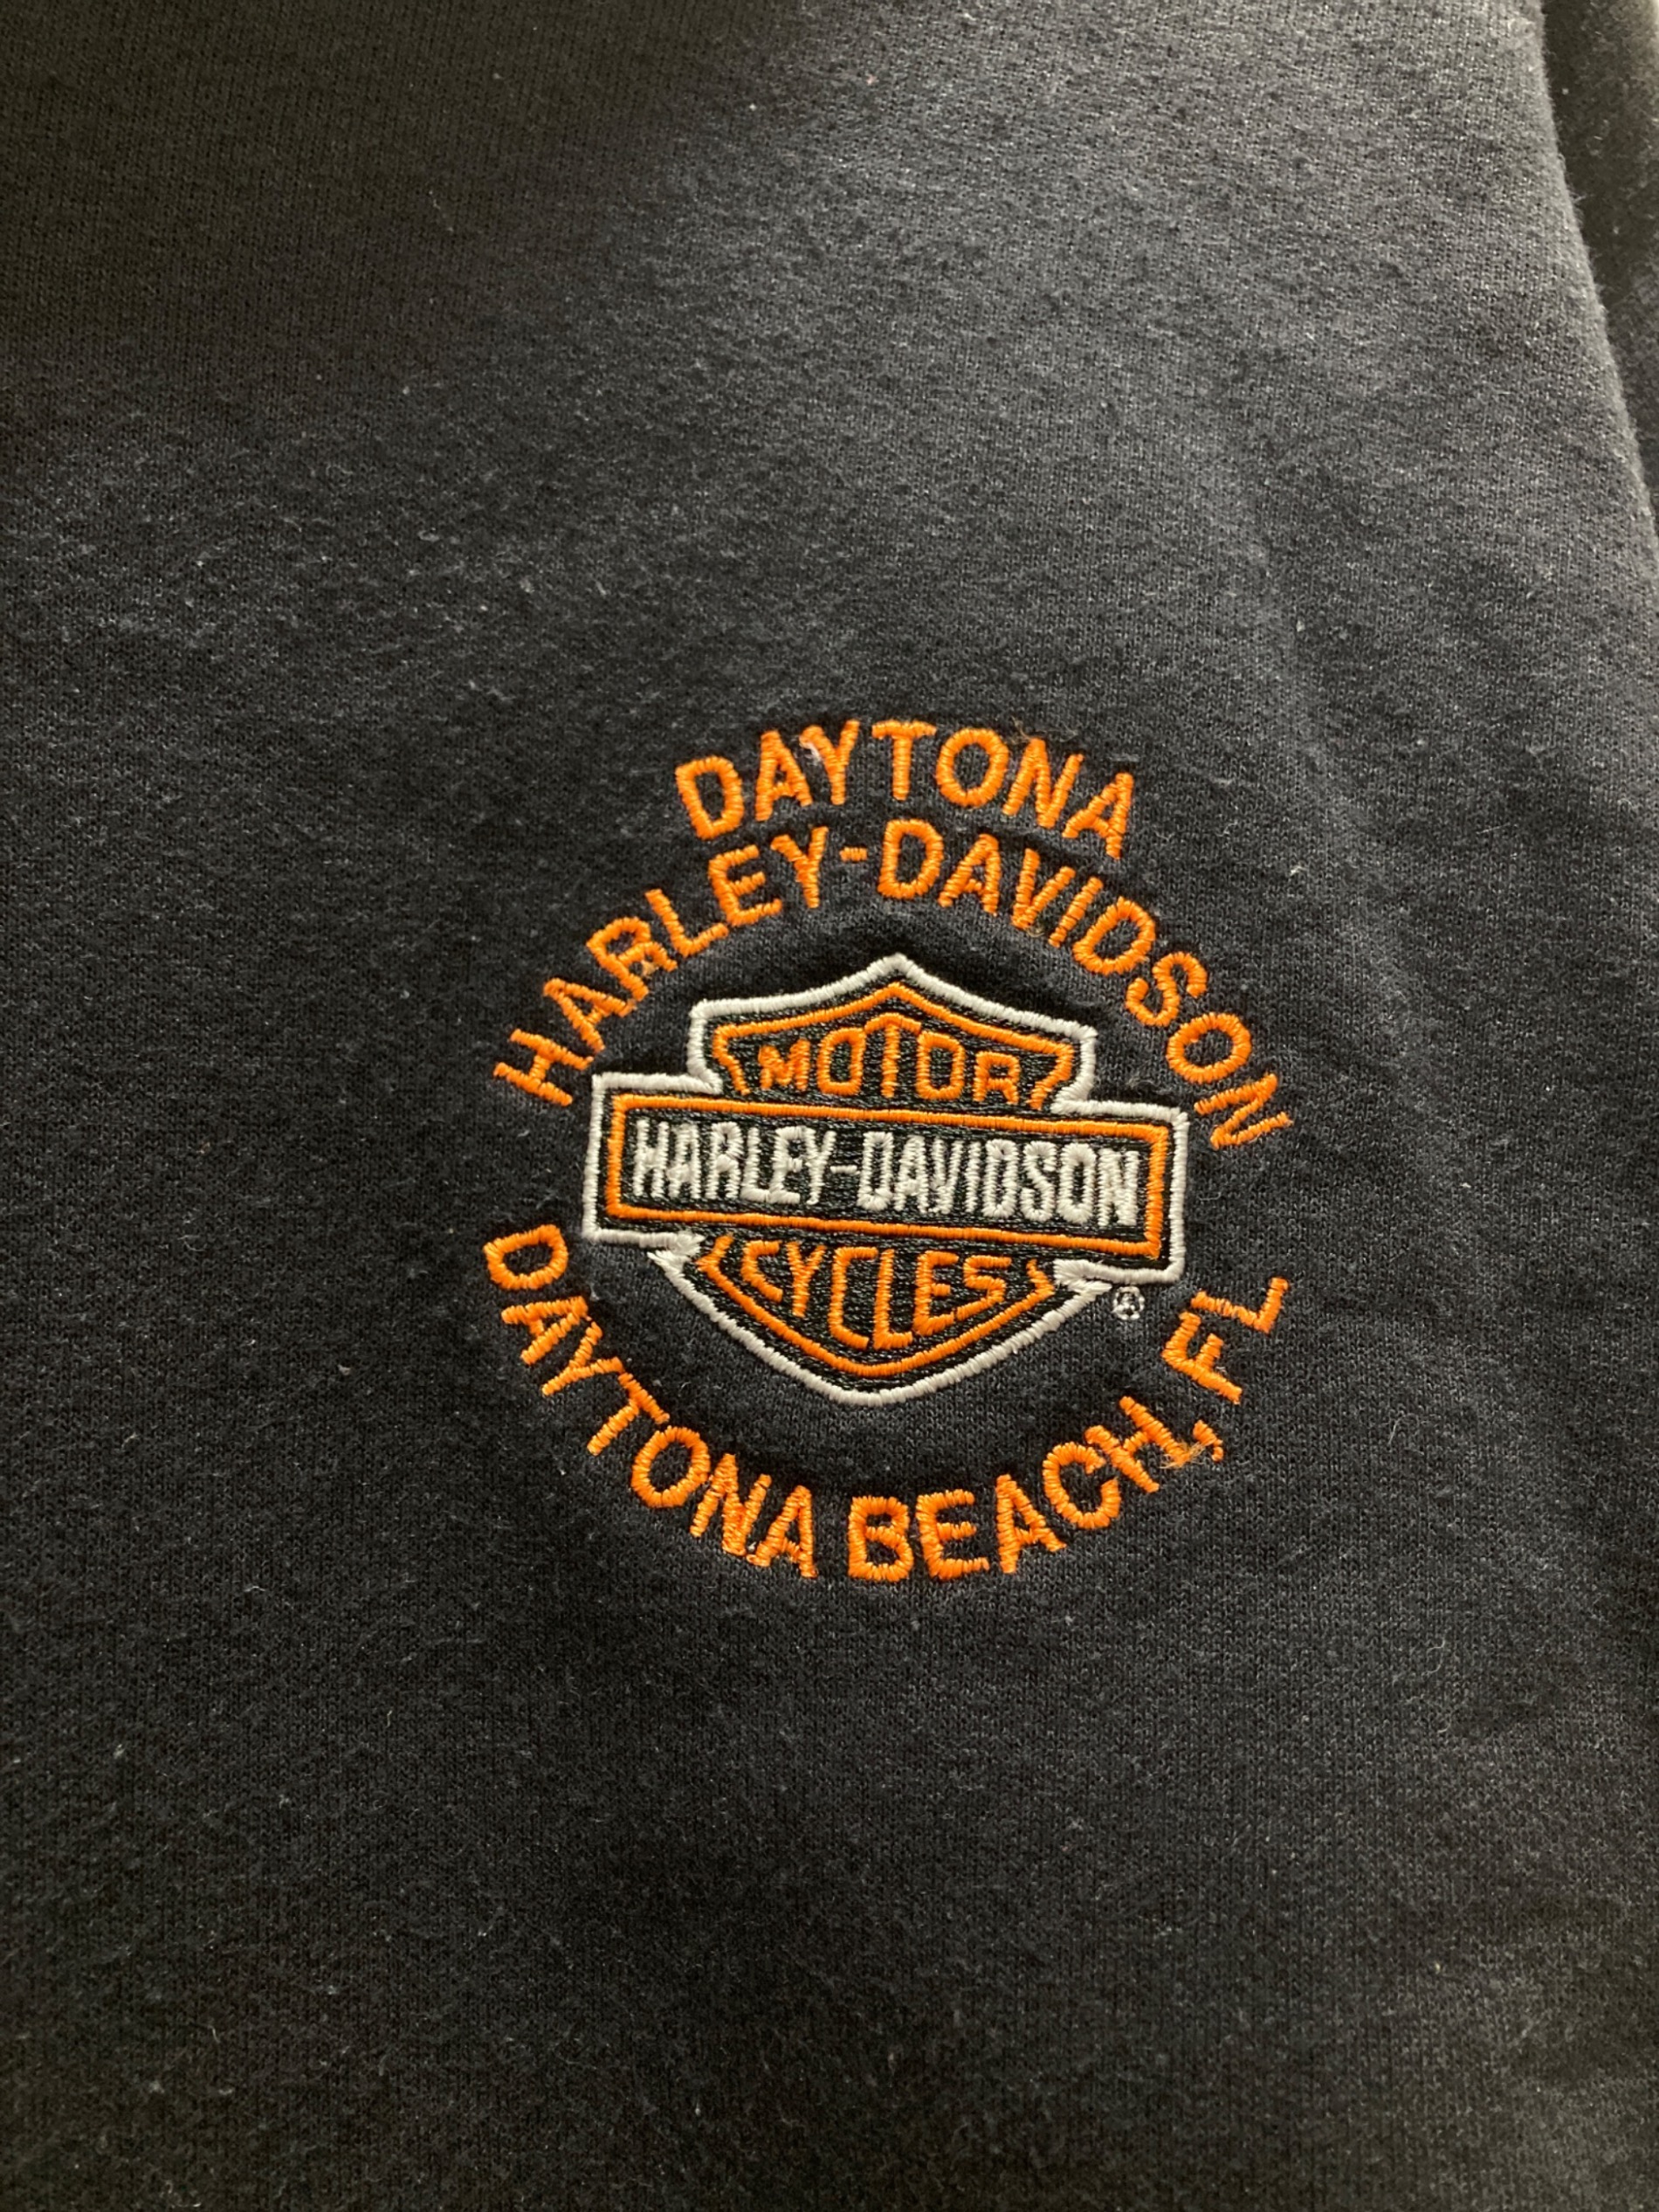 DAYTONA
HARLEY-DAVIDSON
MOTOR
HARLEY-DAVIDSON
CYCLES
®
DAYTONA BEACH, FL